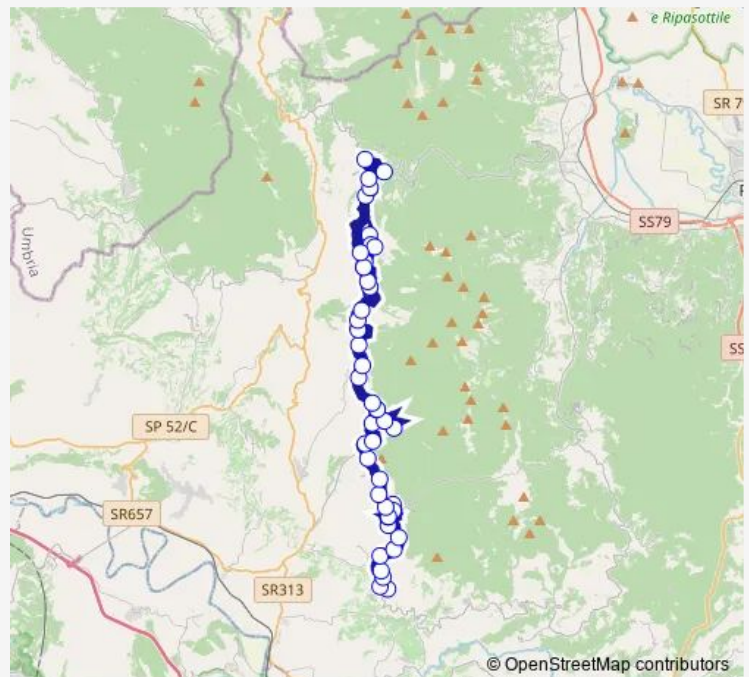 e Ripasottile
SR 7
SS79
Umbria
SS
SP 52/C
SR657
SR313
© OpenStreetMap contributors